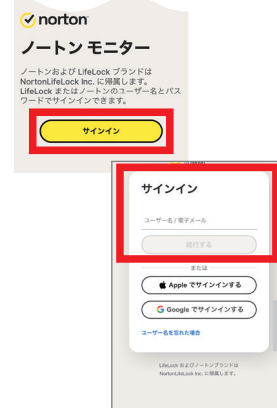 norton
ノートン モニター
ノートンおよび LifeLock ブランドは
NortonLifeLock Inc. に帰属します。
LifeLock またはノートンのユーザー名とパス
ワードでサインインできます。
サインイン
サインイン
ユーザー名 / 電子メール
続行する
または
Apple でサインインする
G Google でサインインする
ユーザー名を忘れた場合
LifeLock およびノートンブランドは
NortonLifeLock Inc. に帰属します。